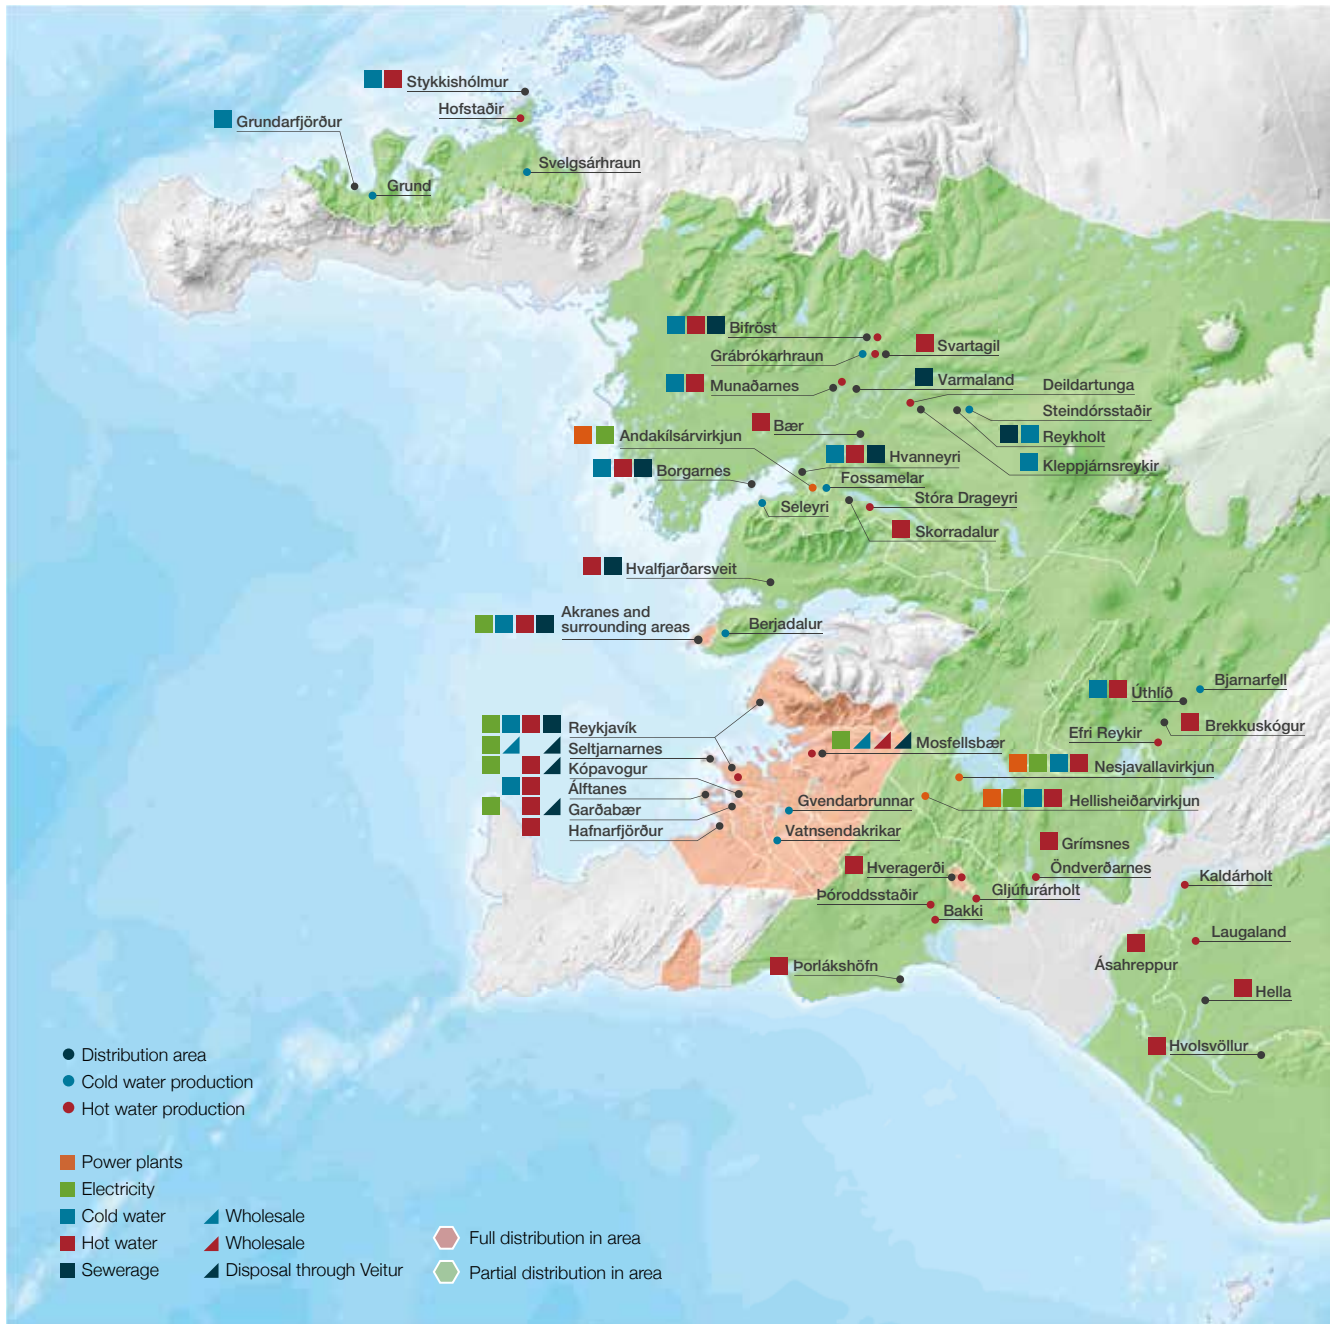 Stykkishólmur
Hofstaðir
Grundarfjörður
Svelgsárhraun
Grund
Bifröst
Svartagil
Grábrókarhraun
Munaðarnes
Varmaland
Deildartunga
Steindórsstaðir
Bær
Andakílsárvirkjun
Reykholt
Hvanneyri
Kleppjárnsreykir
Borgarnes
Fossamelar
Seleyri
Stóra Drageyri
Skorradalur
Hvalfjarðarsveit
Akranes and
surrounding areas
Berjadalur
Bjarnarfell
Úthlíð
Brekkuskógur
Efri Reykir
Reykjavík
Seltjarnarnes
Mosfellsbær
Kópavogur
Nesjavallavirkjun
Álftanes
Garðabær
Gvendarbrunnar
Hellisheiðarvirkjun
Hafnarfjörður
Vatnsendakrikar
Grímsnes
Hveragerði
Öndverðarnes
Kaldárholt
Þóroddsstaðir
Gljúfurárholt
Bakki
Laugaland
Ásahreppur
Þorlákshöfn
Hella
Hvolsvöllur
Distribution area
Cold water production
Hot water production
Power plants
Electricity
Cold water
Wholesale
Hot water
Wholesale
Sewerage
Disposal through Veitur
Full distribution in area
Partial distribution in area